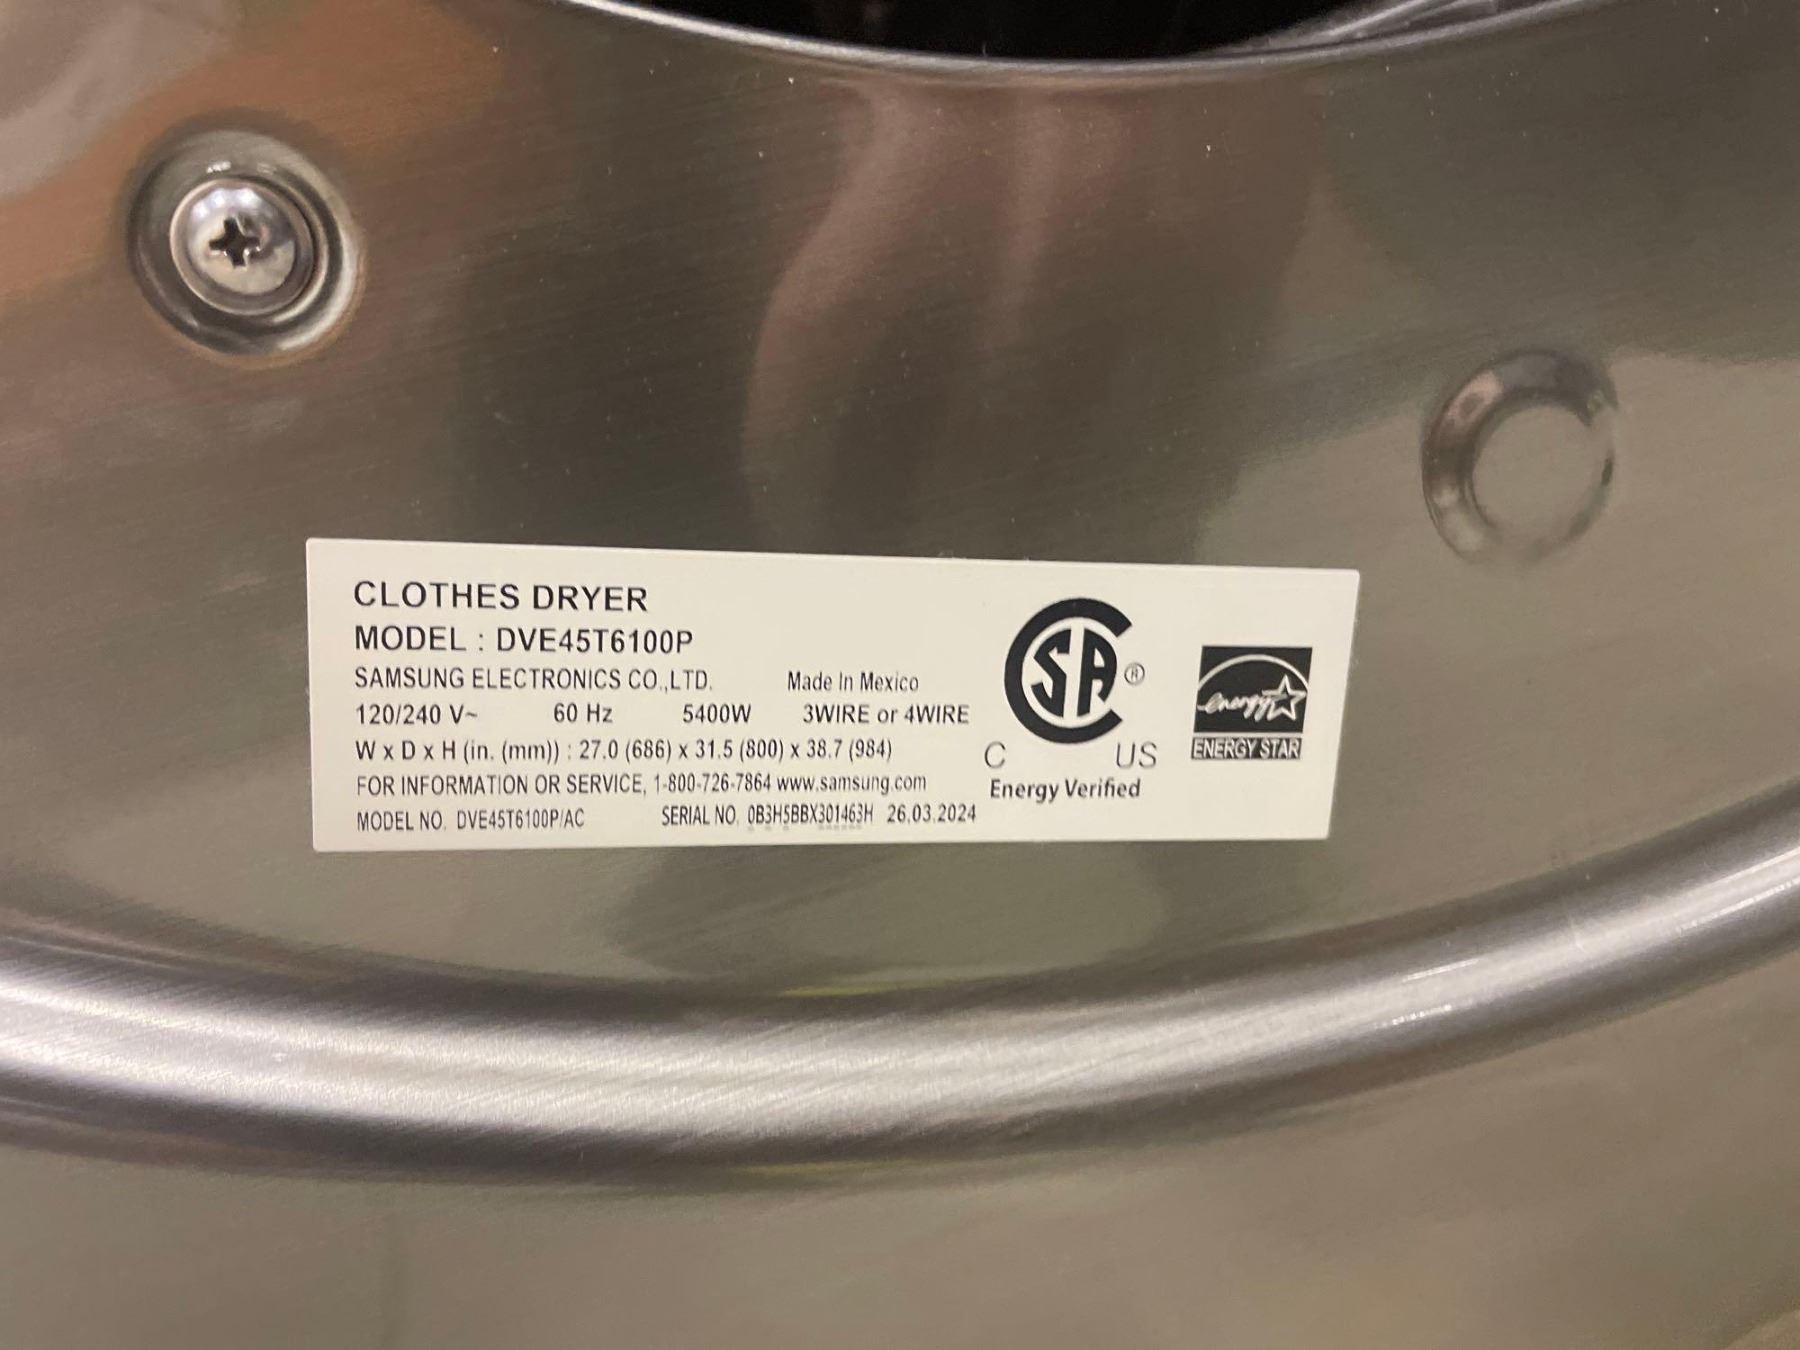 CLOTHES DRYER
MODEL : DVE45T6100P
SAMSUNG ELECTRONICS CO.,LTD. Made In Mexico
120/240 V~ 60 Hz 5400W 3WIRE or 4WIRE
W x D x H (in. (mm)) : 27.0 (686) x 31.5 (800) x 38.7 (984)
FOR INFORMATION OR SERVICE, 1-800-726-7864 www.samsung.com
MODEL NO. DVE45T6100P/AC SERIAL NO. 0B3H5BBX301463H 26.03.2024
SA ®
C US
Energy Verified
energy
ENERGY STAR